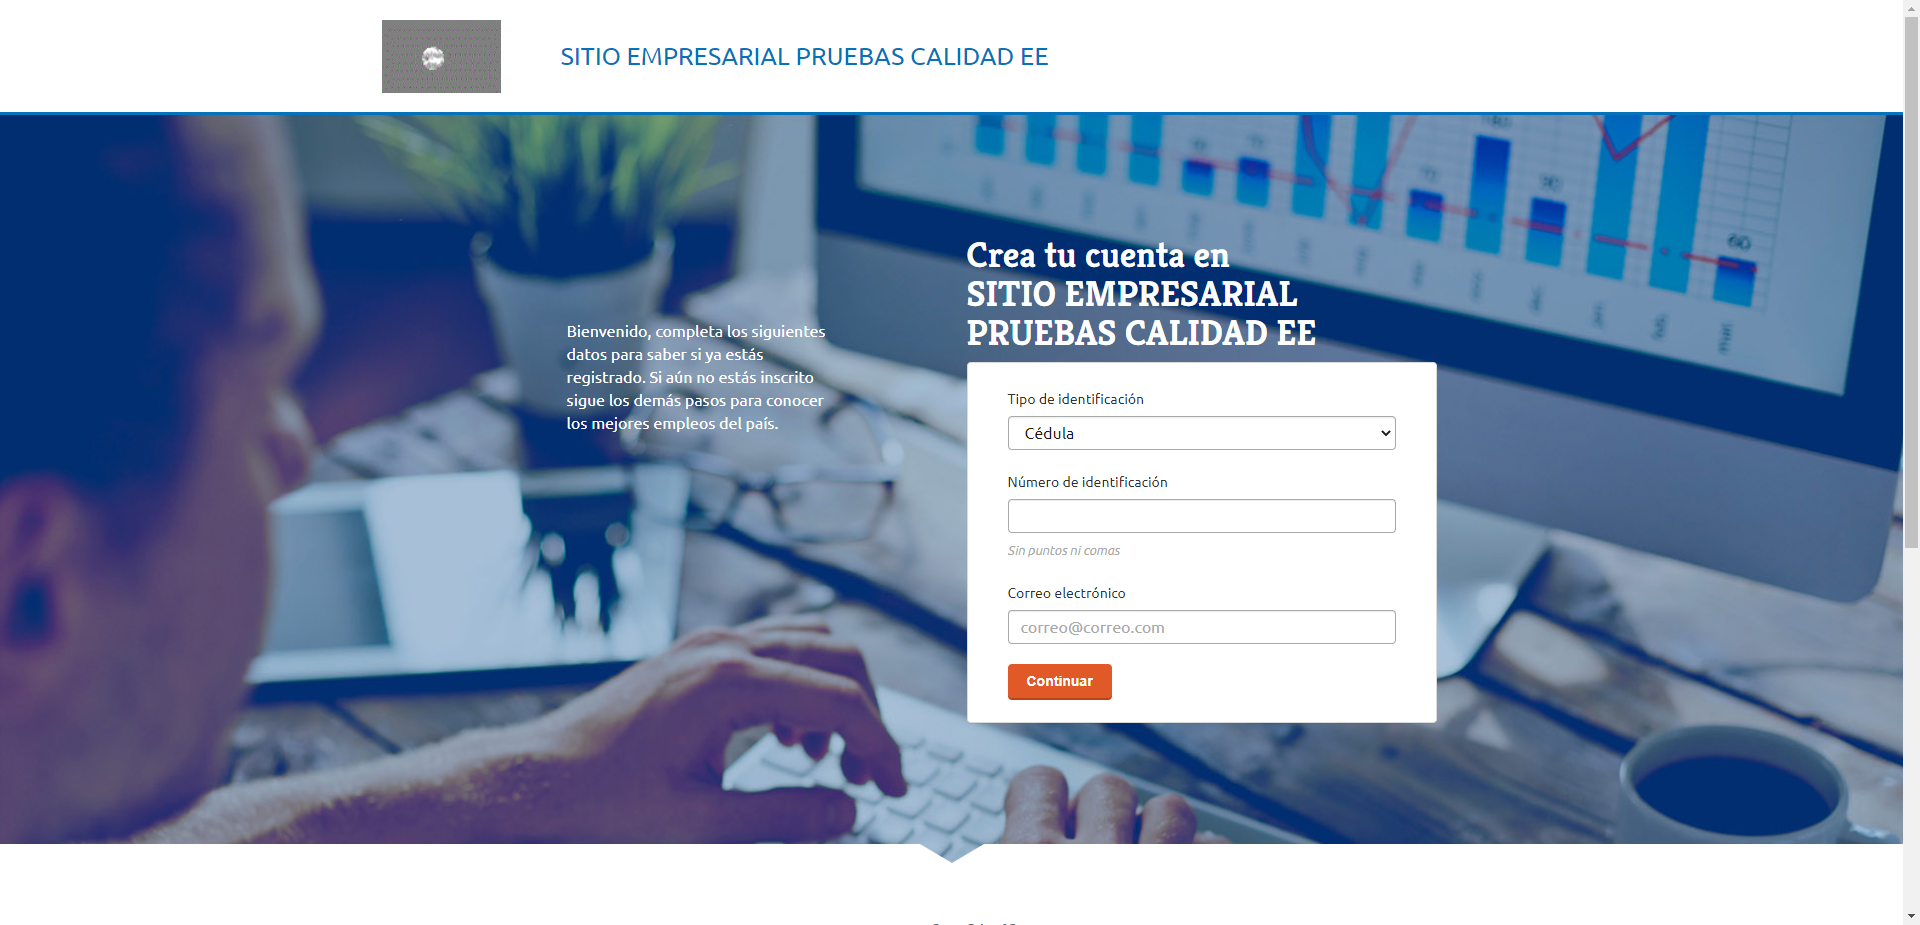 SITIO EMPRESARIAL PRUEBAS CALIDAD EE
Crea tu cuenta en
SITIO EMPRESARIAL
PRUEBAS CALIDAD EE
Bienvenido, completa los siguientes
datos para saber si ya estás
registrado. Si aún no estás inscrito
sigue los demás pasos para conocer
los mejores empleos del país.
Tipo de identificación
Cédula
Número de identificación
Sin puntos ni comas
Correo electrónico
correo@correo.com
Continuar
60